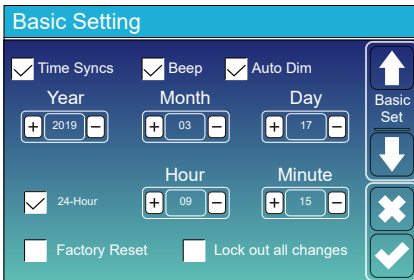 Basic Setting
Time Syncs Beep Auto Dim
Year Month Day
+ 2019 − + 03 − + 17 −
Basic
Set
Hour Minute
24-Hour + 09 − + 15 −
Factory Reset Lock out all changes